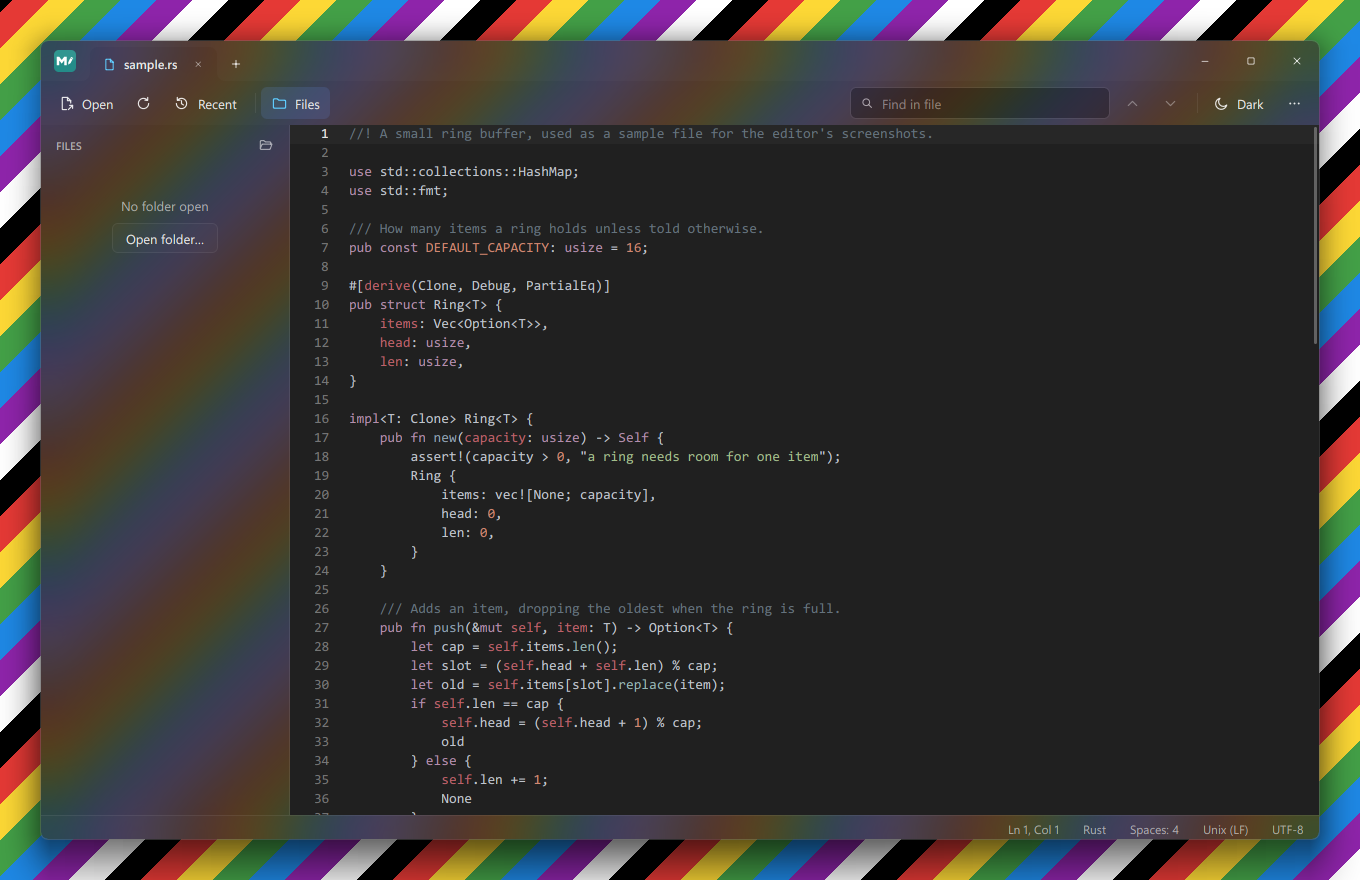 M/
sample.rs
Open
Recent
Files
Find in file
Dark
FILES
No folder open
Open folder...
1 //! A small ring buffer, used as a sample file for the editor's screenshots.
2
3 use std::collections::HashMap;
4 use std::fmt;
5
6 /// How many items a ring holds unless told otherwise.
7 pub const DEFAULT_CAPACITY: usize = 16;
8
9 #[derive(Clone, Debug, PartialEq)]
10 pub struct Ring<T> {
11     items: Vec<Option<T>>,
12     head: usize,
13     len: usize,
14 }
15
16 impl<T: Clone> Ring<T> {
17     pub fn new(capacity: usize) -> Self {
18         assert!(capacity > 0, "a ring needs room for one item");
19         Ring {
20             items: vec![None; capacity],
21             head: 0,
22             len: 0,
23         }
24     }
25
26     /// Adds an item, dropping the oldest when the ring is full.
27     pub fn push(&mut self, item: T) -> Option<T> {
28         let cap = self.items.len();
29         let slot = (self.head + self.len) % cap;
30         let old = self.items[slot].replace(item);
31         if self.len == cap {
32             self.head = (self.head + 1) % cap;
33             old
34         } else {
35             self.len += 1;
36             None
37         }
Ln 1, Col 1
Rust
Spaces: 4
Unix (LF)
UTF-8